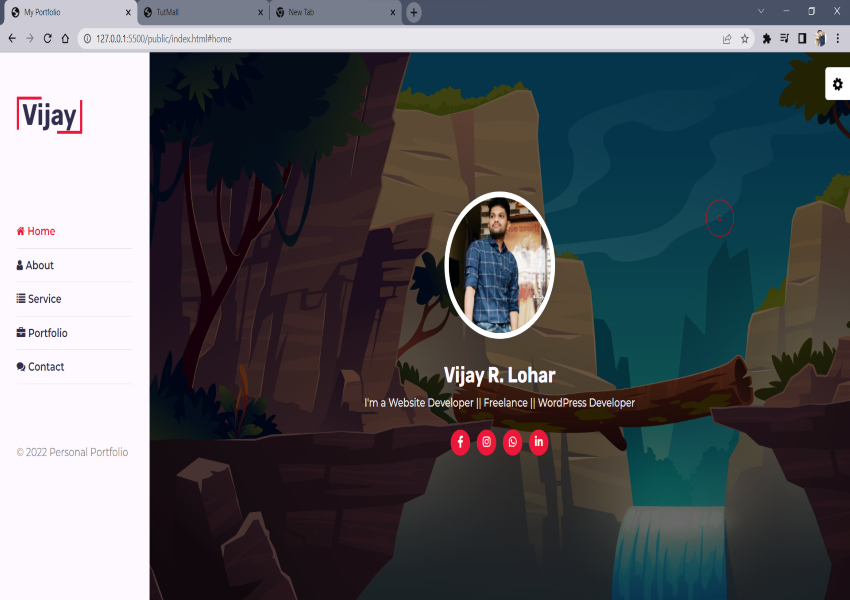 My Portfolio
TutMall
New Tab
127.0.0.1:5500/public/index.html#home
Vijay
Home
About
Service
Portfolio
Contact
© 2022 Personal Portfolio
Vijay R. Lohar
I'm a Website Developer || Freelance || WordPress Developer